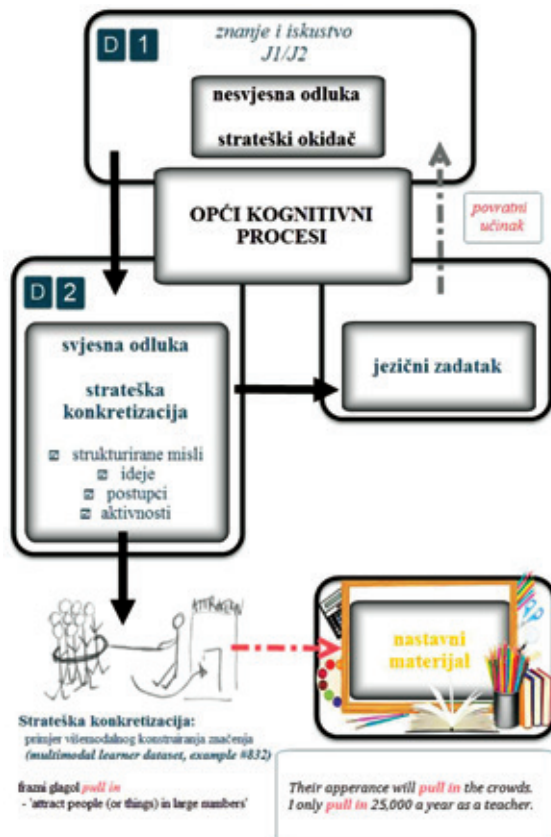 D 1
znanje i iskustvo
J1/J2
nesvjesna odluka
strateški okidač
OPĆI KOGNITIVNI
PROCESI
povratni
učinak
D 2
svjesna odluka
strateška
konkretizacija
strukturirane misli
ideje
postupci
aktivnosti
jezični zadatak
nastavni
materijal
Strateška konkretizacija:
primjer višemodalnog konstruiranja značenja
(multimodal learner dataset, example #832)
frazni glagol pull in
- 'attract people (or things) in large numbers'
Their apperance will pull in the crowds.
I only pull in 25,000 a year as a teacher.